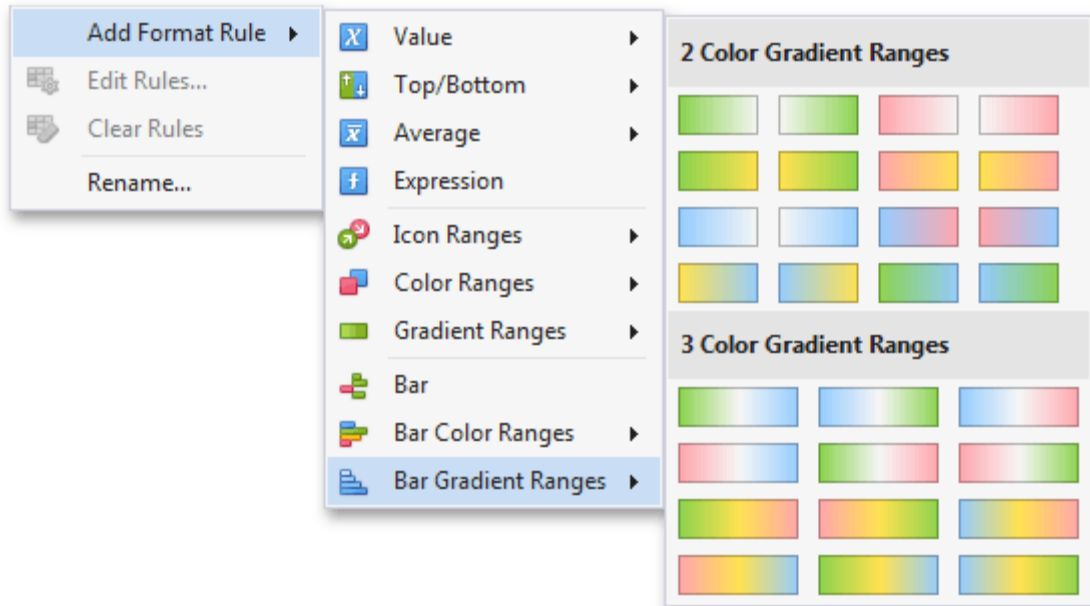 Add Format Rule
Edit Rules...
Clear Rules
Rename...
Value
Top/Bottom
Average
Expression
Icon Ranges
Color Ranges
Gradient Ranges
Bar
Bar Color Ranges
Bar Gradient Ranges
2 Color Gradient Ranges
3 Color Gradient Ranges